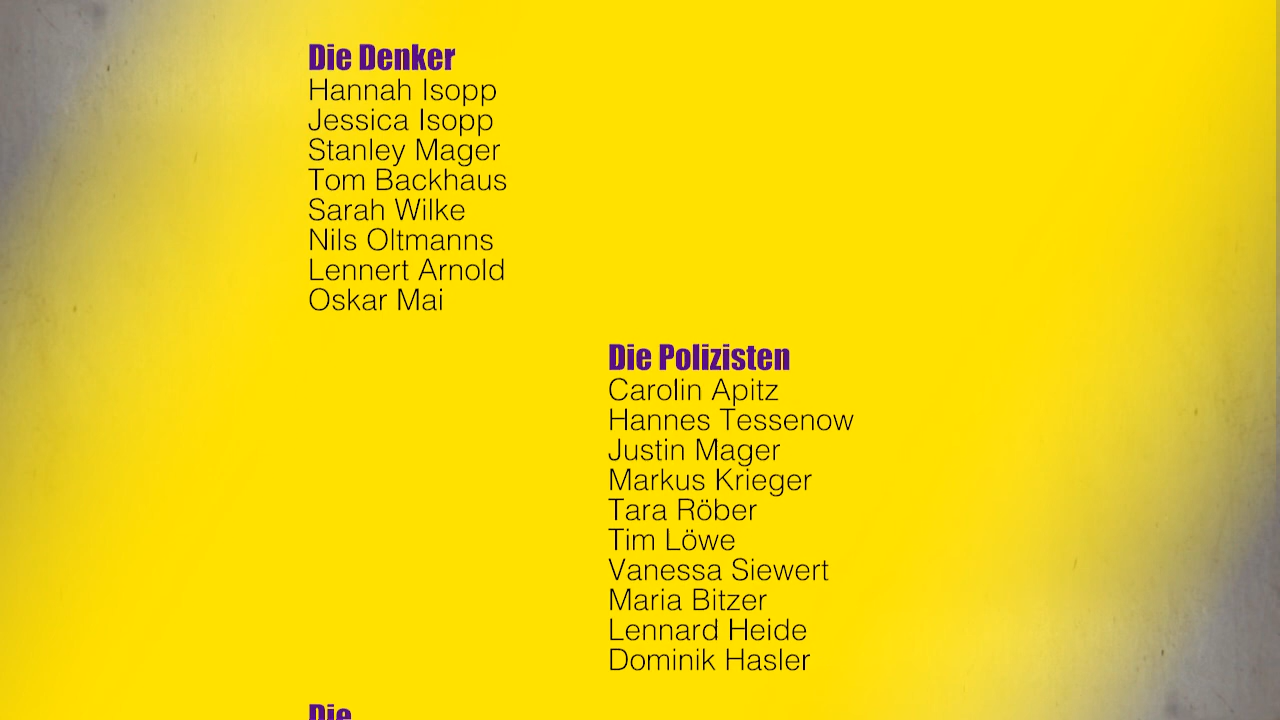 Die Denker
Hannah Isopp
Jessica Isopp
Stanley Mager
Tom Backhaus
Sarah Wilke
Nils Oltmanns
Lennert Arnold
Oskar Mai
Die Polizisten
Carolin Apitz
Hannes Tessenow
Justin Mager
Markus Krieger
Tara Röber
Tim Löwe
Vanessa Siewert
Maria Bitzer
Lennard Heide
Dominik Hasler
Die